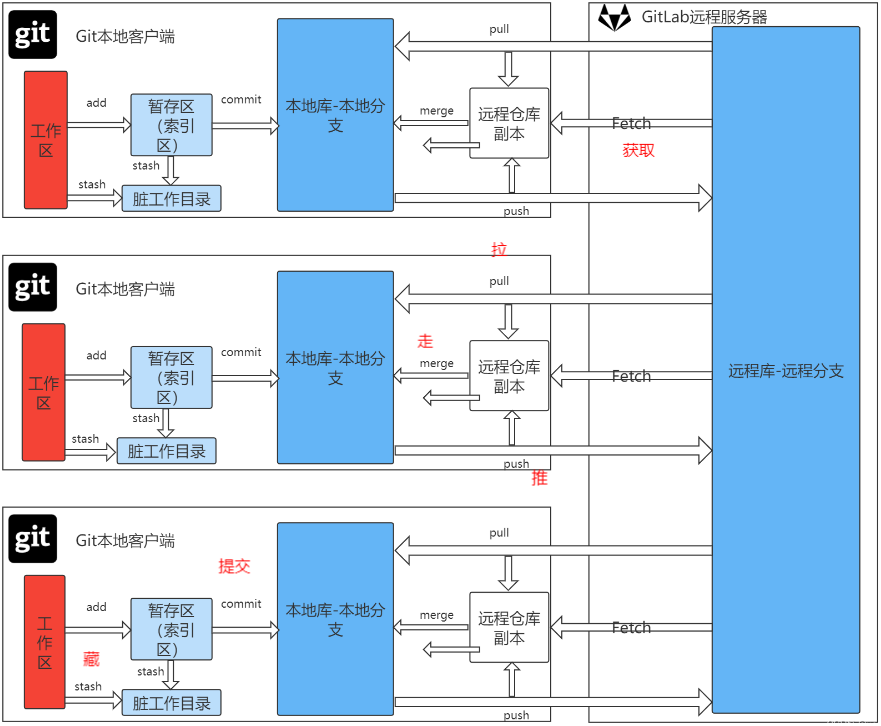 GitLab远程服务器
git
Git本地客户端
pull
add
暂存区
（索引
区）
commit
本地库-本地分
支
merge
远程仓库
副本
Fetch
获取
工作
区
stash
stash
脏工作目录
push
拉
git
Git本地客户端
pull
走
add
暂存区
（索引
区）
commit
本地库-本地分
支
merge
远程仓库
副本
Fetch
远程库-远程分支
工作
区
stash
stash
脏工作目录
push
推
git
Git本地客户端
pull
提交
add
暂存区
（索引
区）
commit
本地库-本地分
支
merge
远程仓库
副本
Fetch
工
作
区
藏
stash
stash
脏工作目录
push